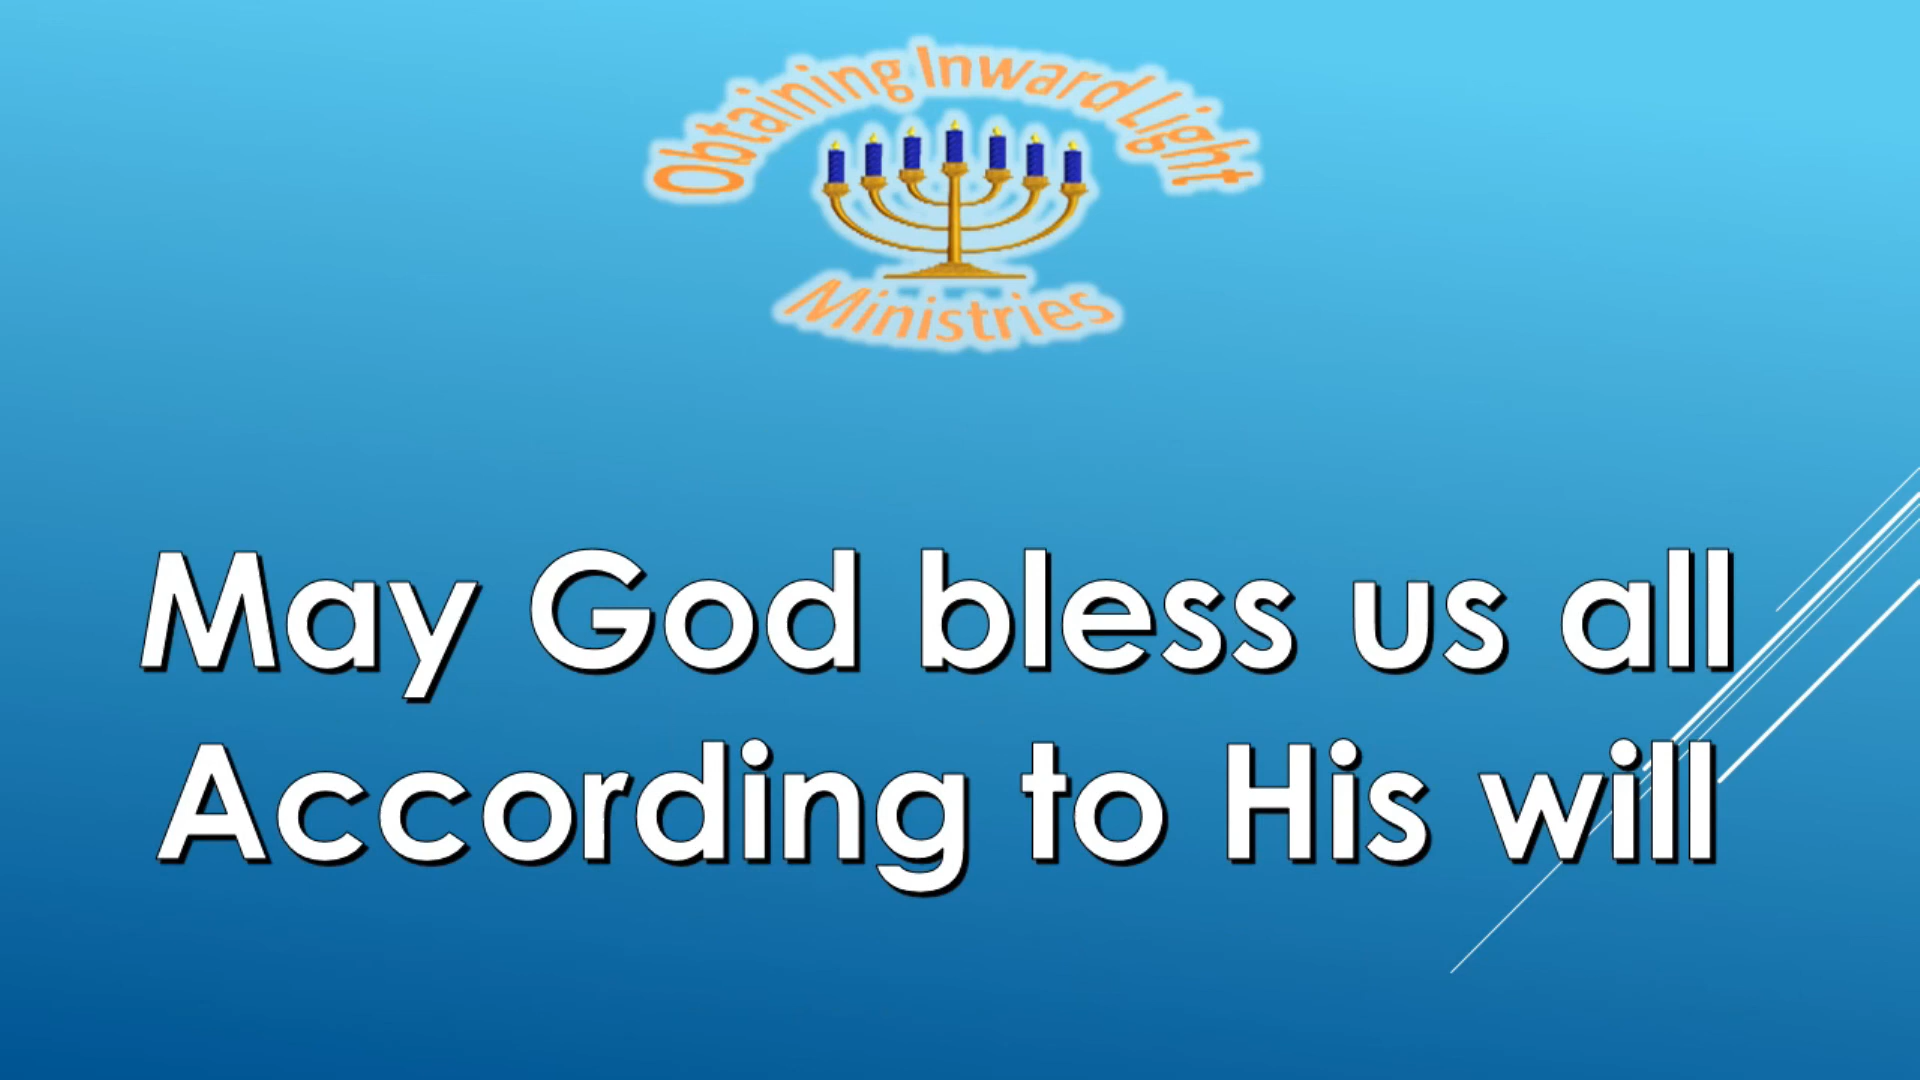 Obtaining Inward Light
Ministries
May God bless us all
According to His will